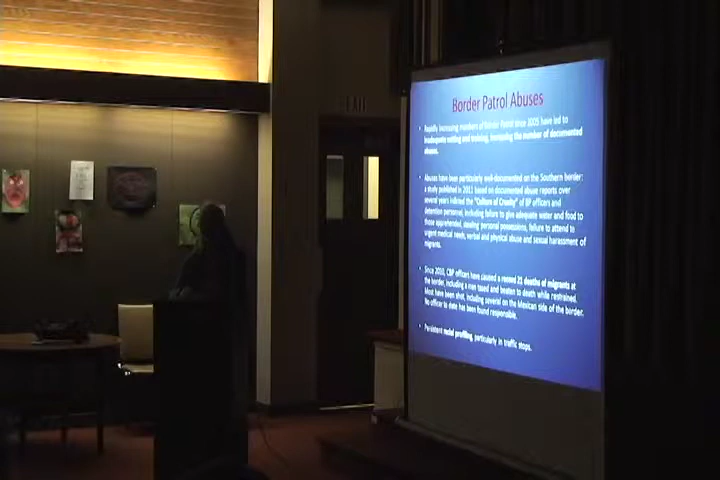 EXIT
Border Patrol Abuses
• Rapidly increasing numbers of Border Patrol since 2005 have led to
inadequate vetting and training, increasing the number of documented
abuses.
• Abuses have been particularly well-documented on the Southern border:
a study published in 2011 based on documented abuse reports over
several years indicted the "Culture of Cruelty" of BP officers and
detention personnel, including failure to give adequate water and food to
those apprehended, stealing personal possessions, failure to attend to
urgent medical needs, verbal and physical abuse and sexual harassment of
migrants.
• Since 2010, CBP officers have caused a record 21 deaths of migrants at
the border, including a man tased and beaten to death while restrained.
Most have been shot, including several on the Mexican side of the border.
No officer to date has been found responsible.
• Persistent racial profiling, particularly in traffic stops.